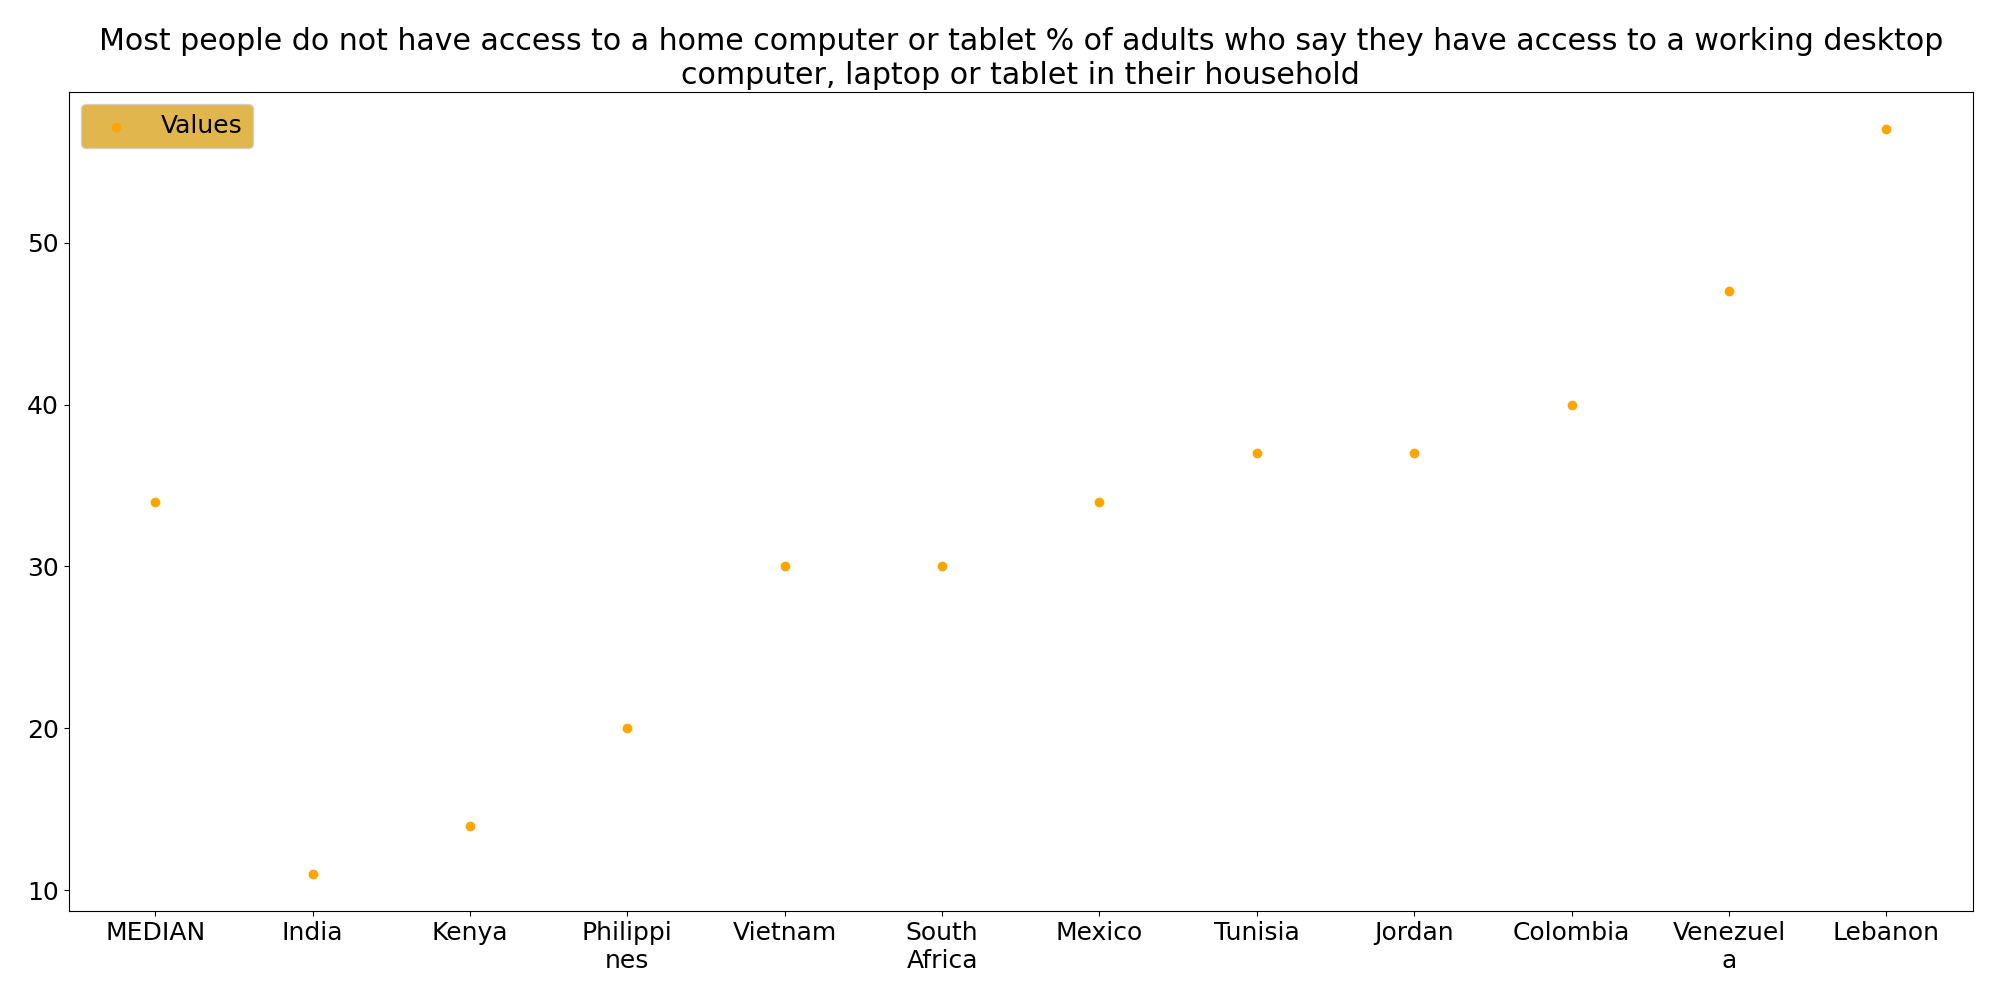 Most people do not have access to a home computer or tablet % of adults who say they have access to a working desktop
computer, laptop or tablet in their household
Values
50
40
30
20
10
MEDIAN
India
Kenya
Philippi
nes
Vietnam
South
Africa
Mexico
Tunisia
Jordan
Colombia
Venezuel
a
Lebanon